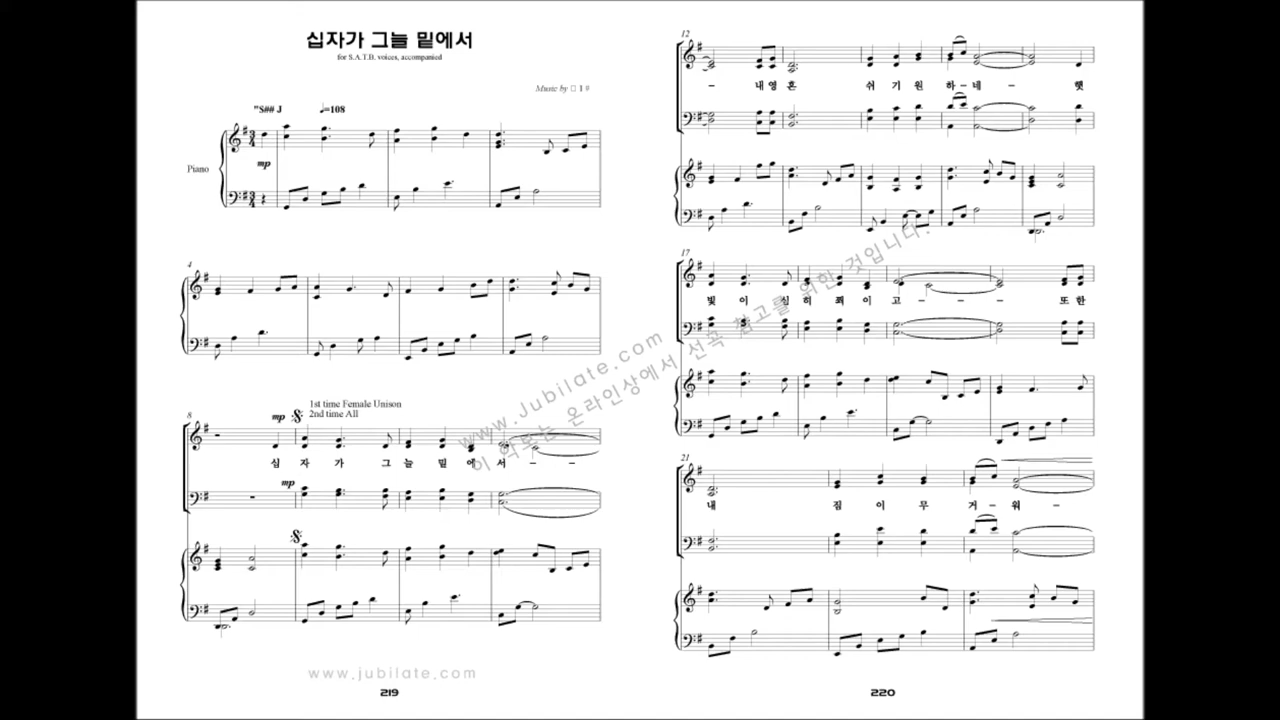 십자가 그늘 밑에서
for S.A.T.B. voices, accompanied
Music by □ 1 9
"S## J ♩=108
Piano
mp
4
8
mp
1st time Female Unison
2nd time All
십 자 가 그 늘 밑 에 서 - -
mp
www.jubilate.com
219
12
- 내 영 혼 쉬 기 원 하 - 네 - 햇
17
빛 이 심 히 쬐 이 고 - - - 또 한
21
내 짐 이 무 거 - 워 -
220
www.jubilate.com
이 악보는 온라인상에서 선곡 참고를 위한 것입니다.